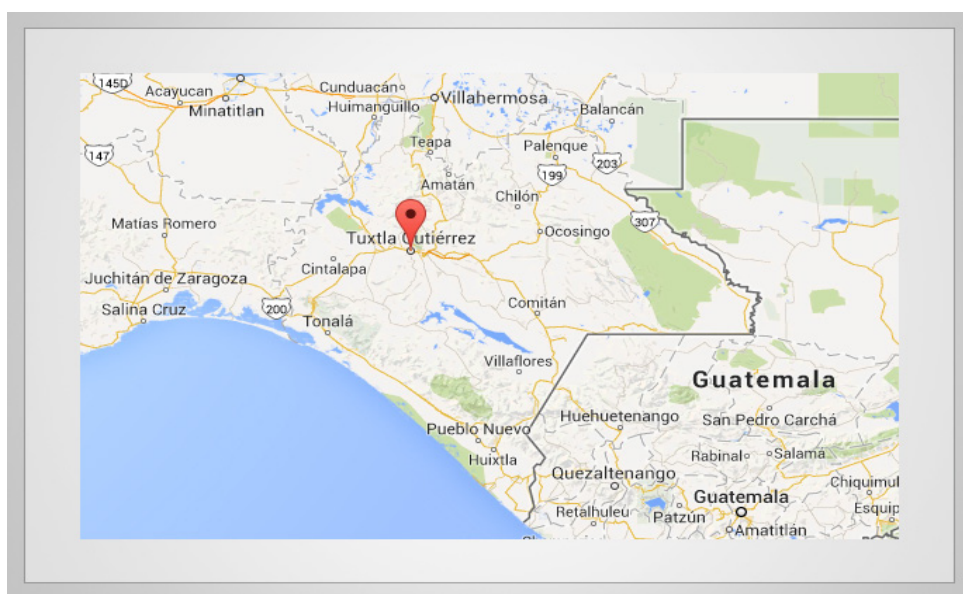 145D
Acayucan
Minatitlan
Cunduacán
Huimanguillo
Villahermosa
Balancán
Teapa
Palenque
147
203
199
Amatán
Chilón
Matías Romero
307
Ocosingo
Tuxtla Gutiérrez
Cintalapa
Juchitán de Zaragoza
Salina Cruz
200
Tonalá
Comitán
Villaflores
Guatemala
Huehuetenango
San Pedro Carchá
Pueblo Nuevo
Huixtla
Rabinal
Salamá
Quezaltenango
Chiquimul
Guatemala
Esquip
Retalhuleu
Patzún
Amatitlán